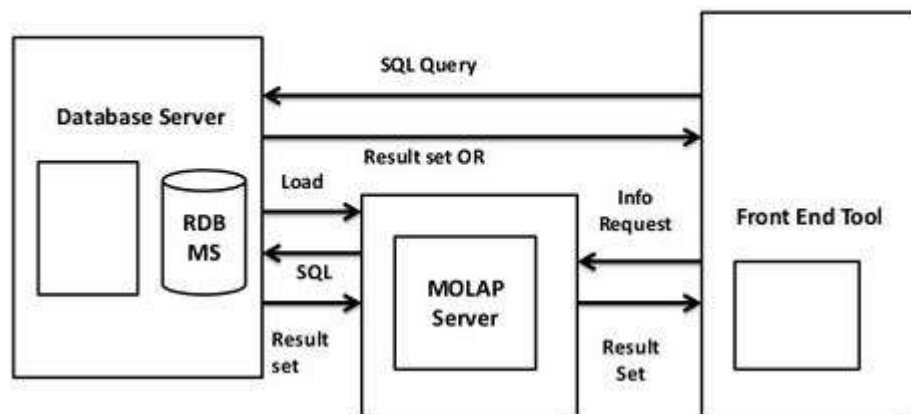 SQL Query
Database Server
Result set OR
Load
Info
Request
Front End Tool
RDB
MS
SQL
MOLAP
Server
Result
set
Result
Set